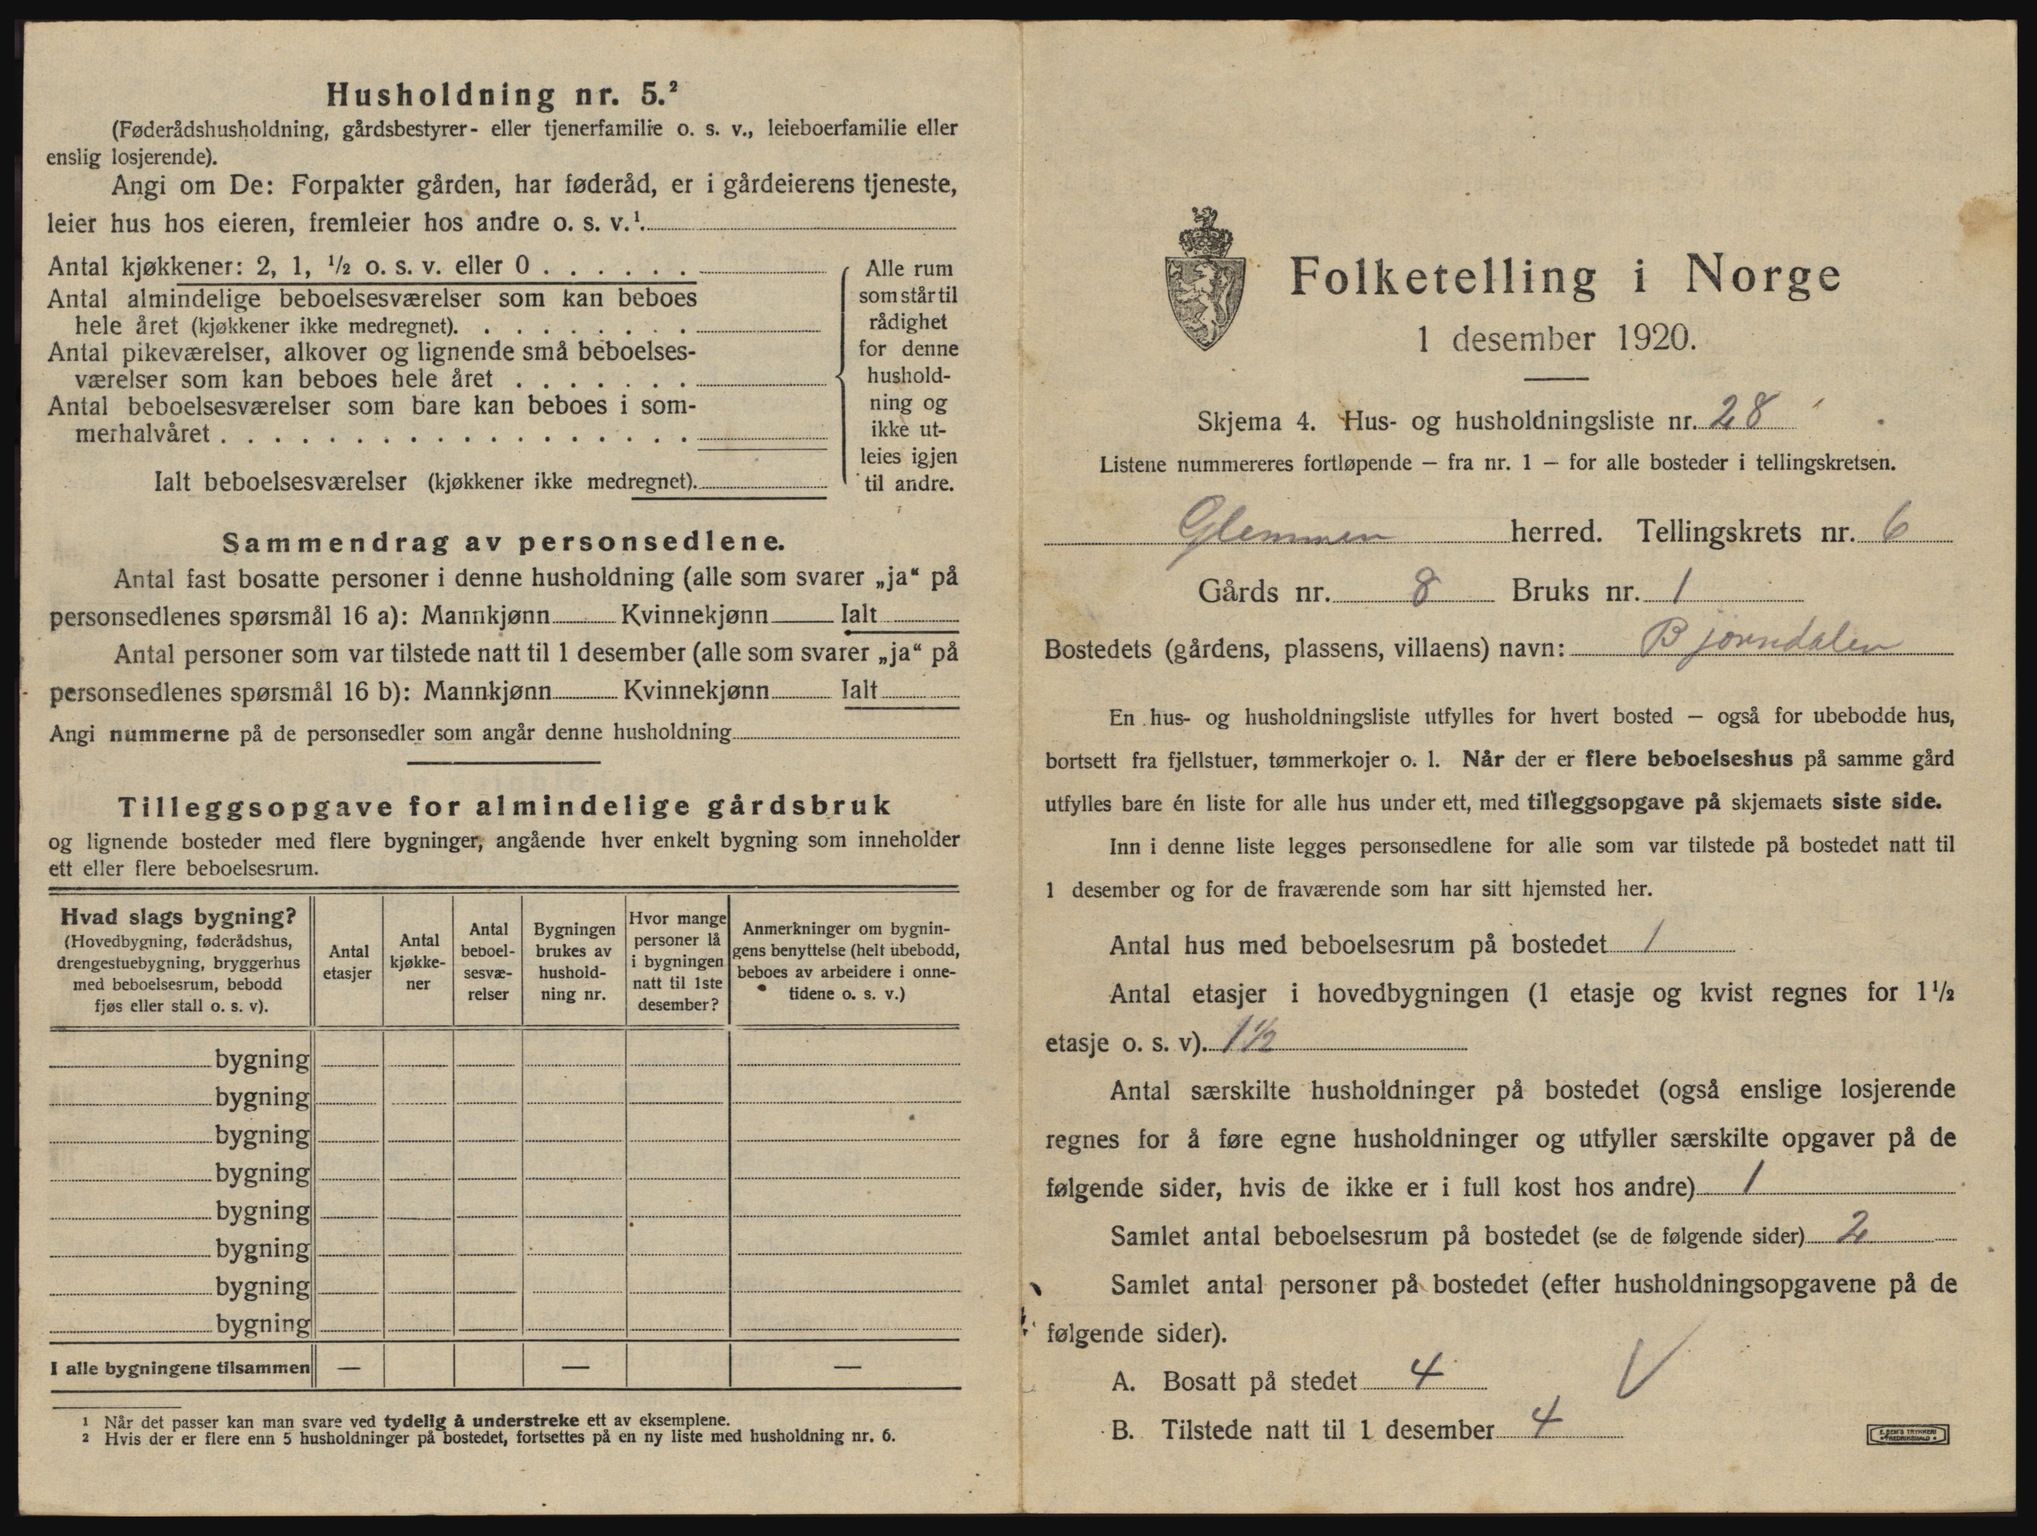 Husholdning nr. 5.²
(Føderådshusholdning, gårdsbestyrer- eller tjenerfamilie o. s. v., leieboerfamilie eller
enslig losjerende).
Angi om De: Forpakter gården, har føderåd, er i gårdeierens tjeneste,
leier hus hos eieren, fremleier hos andre o. s. v.¹.
Antal kjøkkener: 2, 1, ½ o. s. v. eller 0 . . . . . .
Antal almindelige beboelsesværelser som kan beboes
hele året (kjøkkener ikke medregnet). . . . . . . . .
Antal pikeværelser, alkover og lignende små beboelses-
værelser som kan beboes hele året . . . . . . .
Antal beboelsesværelser som bare kan beboes i som-
merhalvåret . . . . . . . . . . . . . . . . . .
Ialt beboelsesværelser (kjøkkener ikke medregnet).
Alle rum
som står til
rådighet
for denne
hushold-
ning og
ikke ut-
leies igjen
til andre.
Sammendrag av personsedlene.
Antal fast bosatte personer i denne husholdning (alle som svarer „ja“ på
personsedlenes spørsmål 16 a): Mannkjønn Kvinnekjønn Ialt
Antal personer som var tilstede natt til 1 desember (alle som svarer „ja“ på
personsedlenes spørsmål 16 b): Mannkjønn Kvinnekjønn Ialt
Angi nummerne på de personsedler som angår denne husholdning
Tilleggsopgave for almindelige gårdsbruk
og lignende bosteder med flere bygninger, angående hver enkelt bygning som inneholder
ett eller flere beboelsesrum.
Hvad slags bygning?
(Hovedbygning, føderådshus,
drengestuebygning, bryggerhus
med beboelsesrum, bebodd
fjøs eller stall o. s. v).
Antal
etasjer
Antal
kjøkke-
ner
Antal
beboel-
sesvæ-
relser
Bygningen
brukes av
hushold-
ning nr.
Hvor mange
personer lå
i bygningen
natt til 1ste
desember?
Anmerkninger om bygnin-
gens benyttelse (helt ubebodd,
beboes av arbeidere i onne-
tidene o. s. v.)
bygning
bygning
bygning
bygning
bygning
bygning
bygning
bygning
I alle bygningene tilsammen — — —
¹ Når det passer kan man svare ved tydelig å understreke ett av eksemplene.
² Hvis der er flere enn 5 husholdninger på bostedet, fortsettes på en ny liste med husholdning nr. 6.
Folketelling i Norge
1 desember 1920.
Skjema 4. Hus- og husholdningsliste nr. 28
Listene nummereres fortløpende – fra nr. 1 – for alle bosteder i tellingskretsen.
Glemmen herred. Tellingskrets nr. 6
Gårds nr. 8 Bruks nr. 1
Bostedets (gårdens, plassens, villaens) navn: Bjørndalen
En hus- og husholdningsliste utfylles for hvert bosted – også for ubebodde hus,
bortsett fra fjellstuer, tømmerkojer o. l. Når der er flere beboelseshus på samme gård
utfylles bare én liste for alle hus under ett, med tilleggsopgave på skjemaets siste side.
Inn i denne liste legges personsedlene for alle som var tilstede på bostedet natt til
1 desember og for de fraværende som har sitt hjemsted her.
Antal hus med beboelsesrum på bostedet 1
Antal etasjer i hovedbygningen (1 etasje og kvist regnes for 1½
etasje o. s. v). 1½
Antal særskilte husholdninger på bostedet (også enslige losjerende
regnes for å føre egne husholdninger og utfyller særskilte opgaver på de
følgende sider, hvis de ikke er i full kost hos andre) 1
Samlet antal beboelsesrum på bostedet (se de følgende sider) 2
Samlet antal personer på bostedet (efter husholdningsopgavene på de
følgende sider).
A. Bosatt på stedet 4
B. Tilstede natt til 1 desember 4